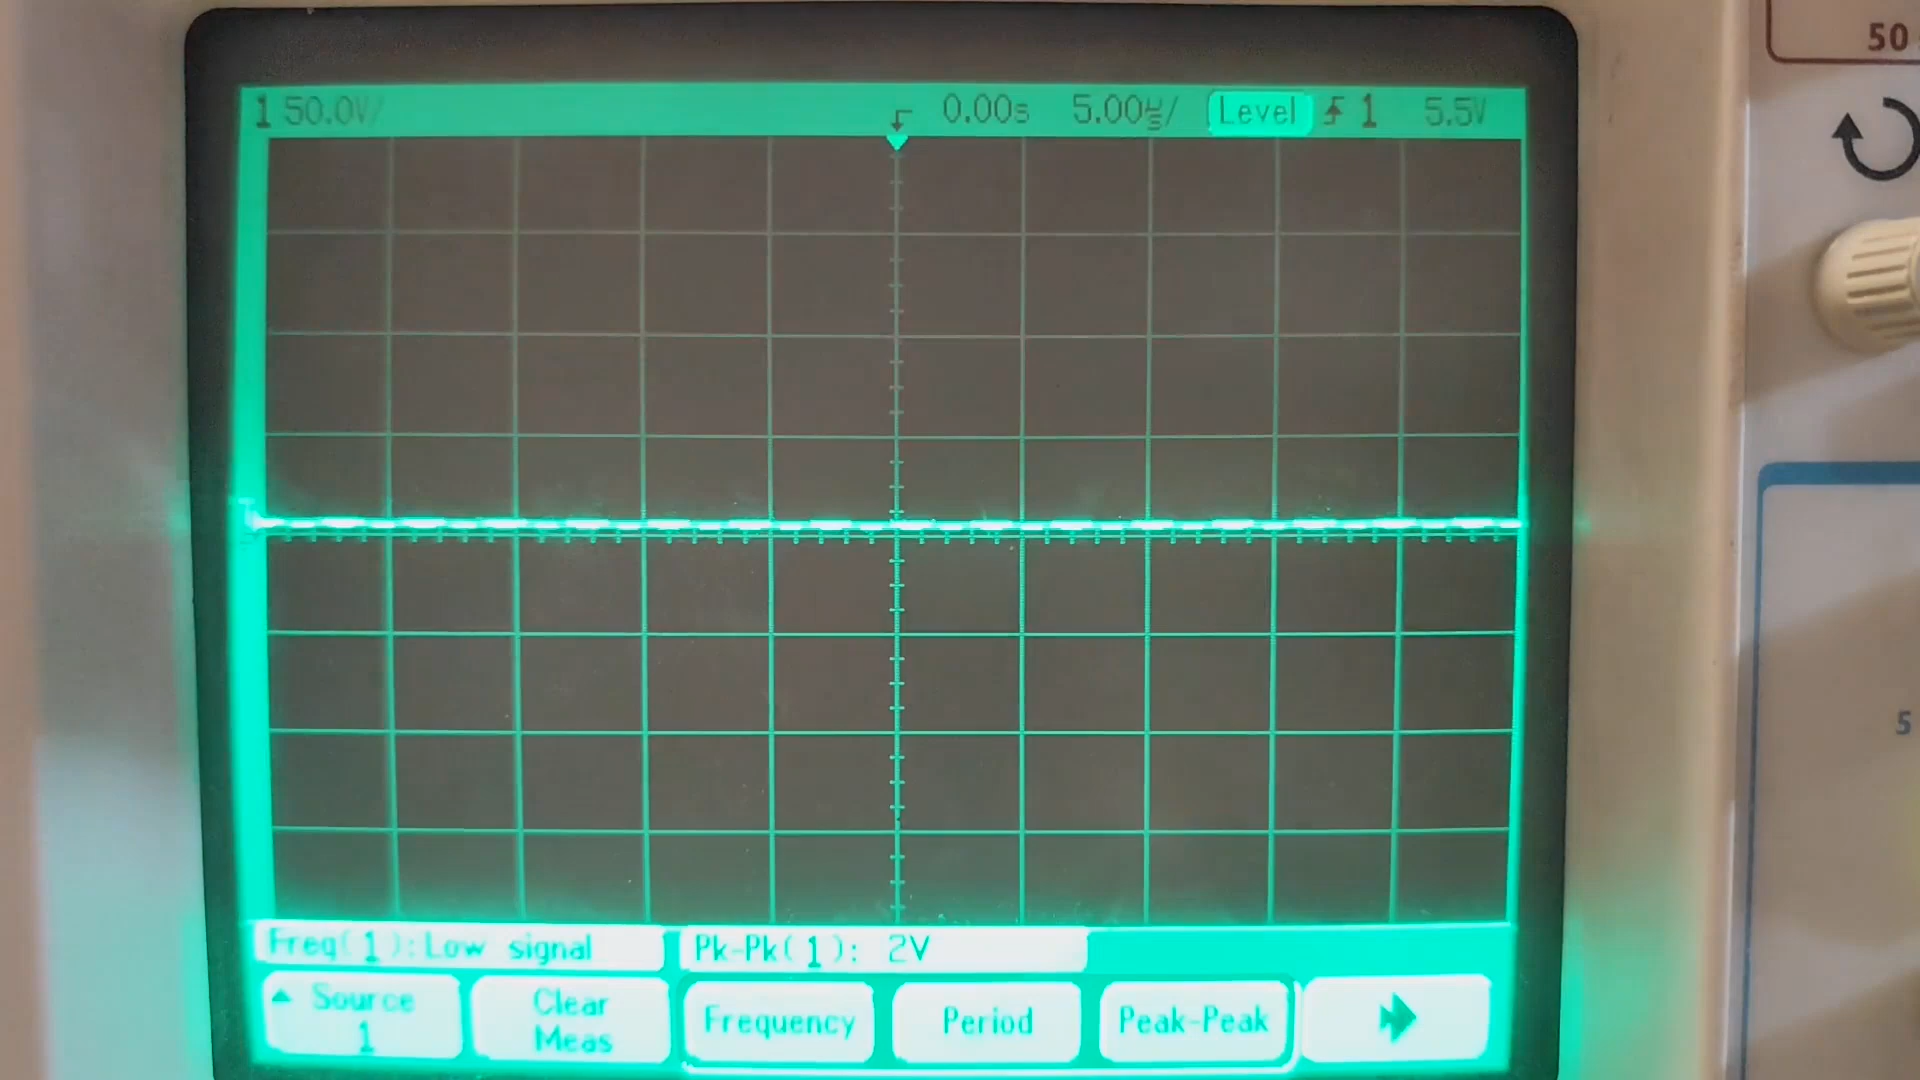 1 50.0V/ 0.00s 5.00µs/ Level 1 5.5V
50
5
Freq(1):Low signal Pk-Pk(1): 2V
Source 1
Clear Meas
Frequency
Period
Peak-Peak